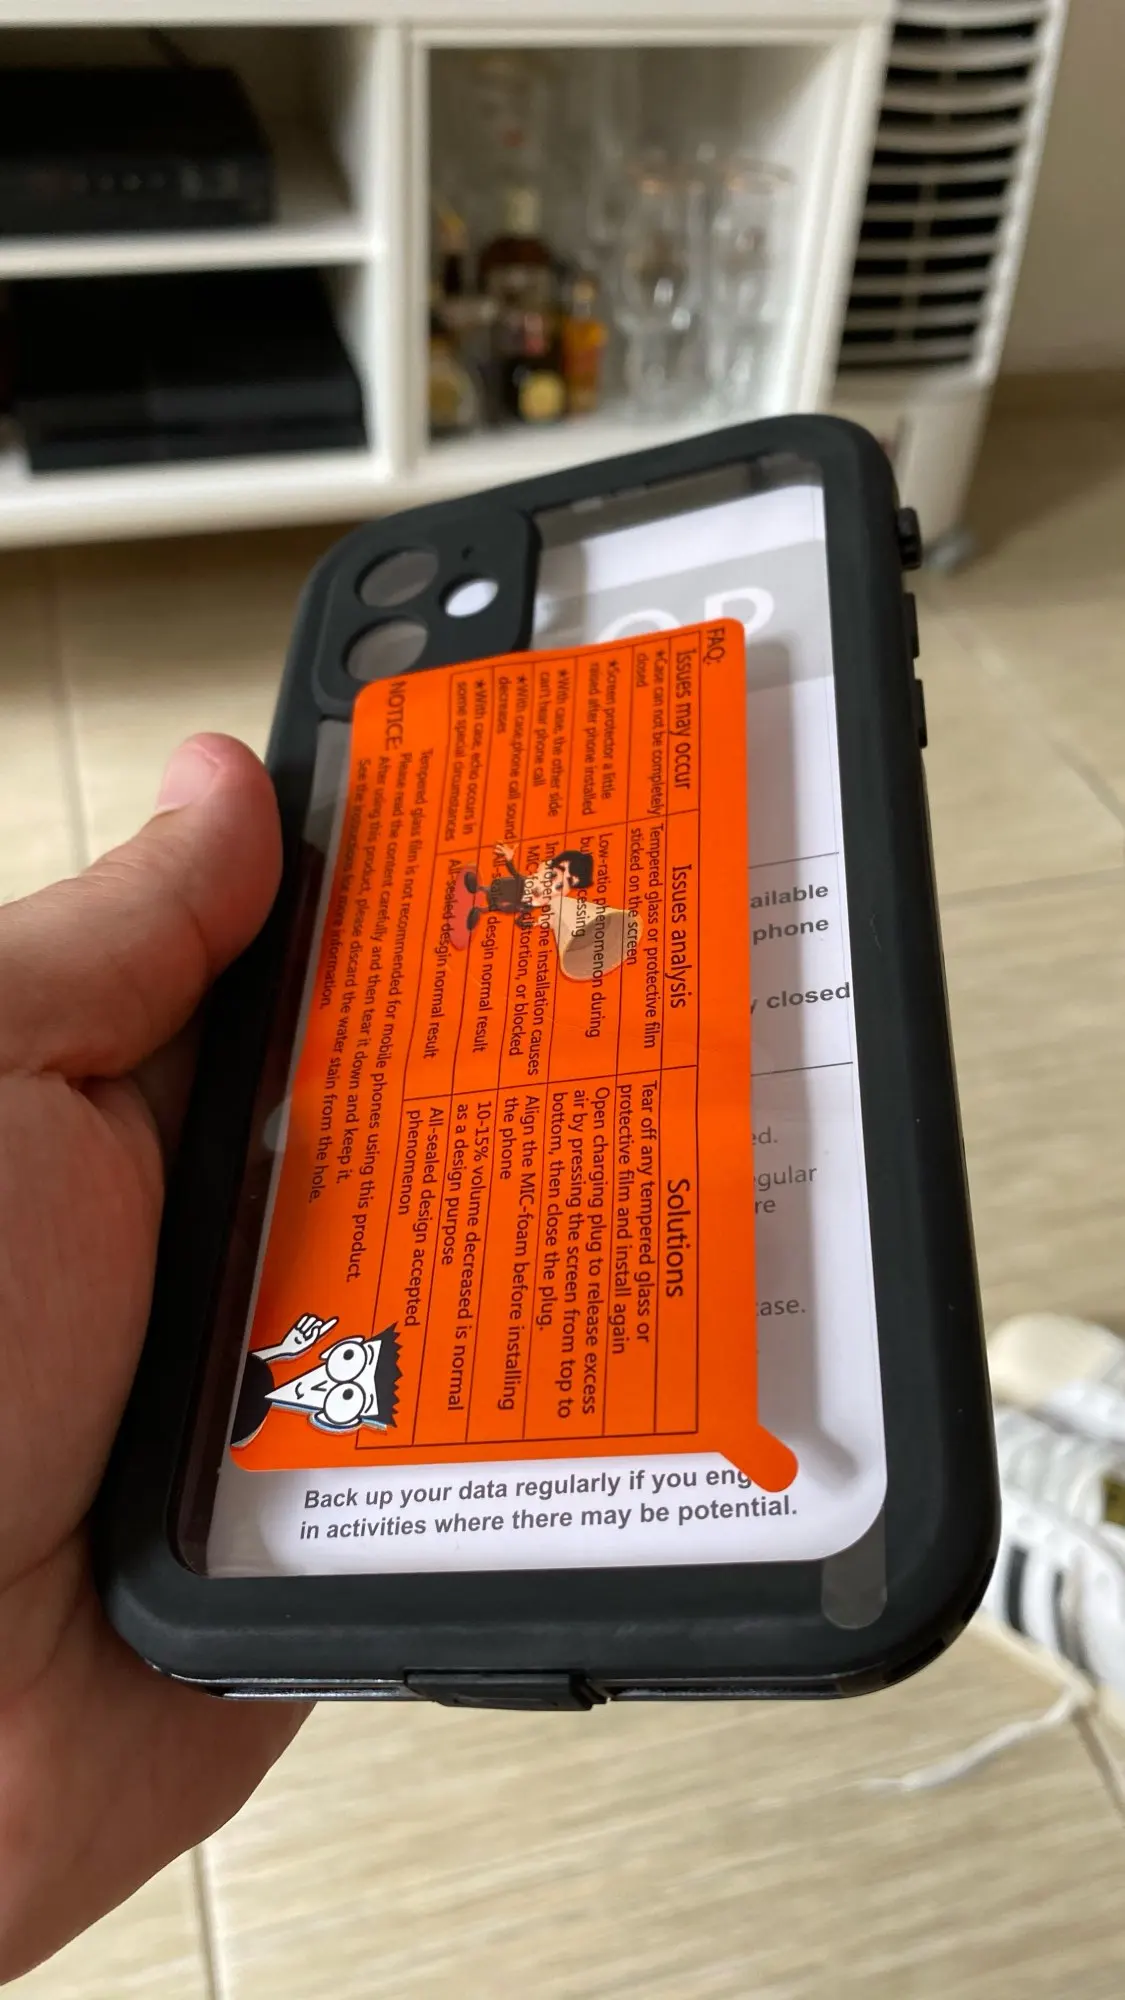 FAQ:
Issues may occur
Issues analysis
Solutions
★Case can not be completely
closed
Tempered glass or protective film
sticked on the screen
Tear off any tempered glass or
protective film and install again
★Screen protector a little
raised after phone installed
Low-ratio phenomenon during
cessing
Open charging plug to release excess
air by pressing the screen from top to
bottom, then close the plug.
★With case, the other side
can't hear phone call
Improper phone installation causes
MIC-foam distortion, or blocked
Align the MIC-foam before installing
the phone
★With case,phone call sound
decreases
All-sealed desgin normal result
10-15% volume decreased is normal
as a design purpose
★With case, echo occurs in
some special circumstances
All-sealed desgin normal result
All-sealed design accepted
phenomenon
NOTICE:
Tempered glass film is not recommended for mobile phones using this product.
Please read the content carefully and then tear it down and keep it.
After using this product, please discard the water stain from the hole.
See the instructions for more information.
ailable
phone
closed
ed.
gular
re
ase.
Back up your data regularly if you eng
in activities where there may be potential.